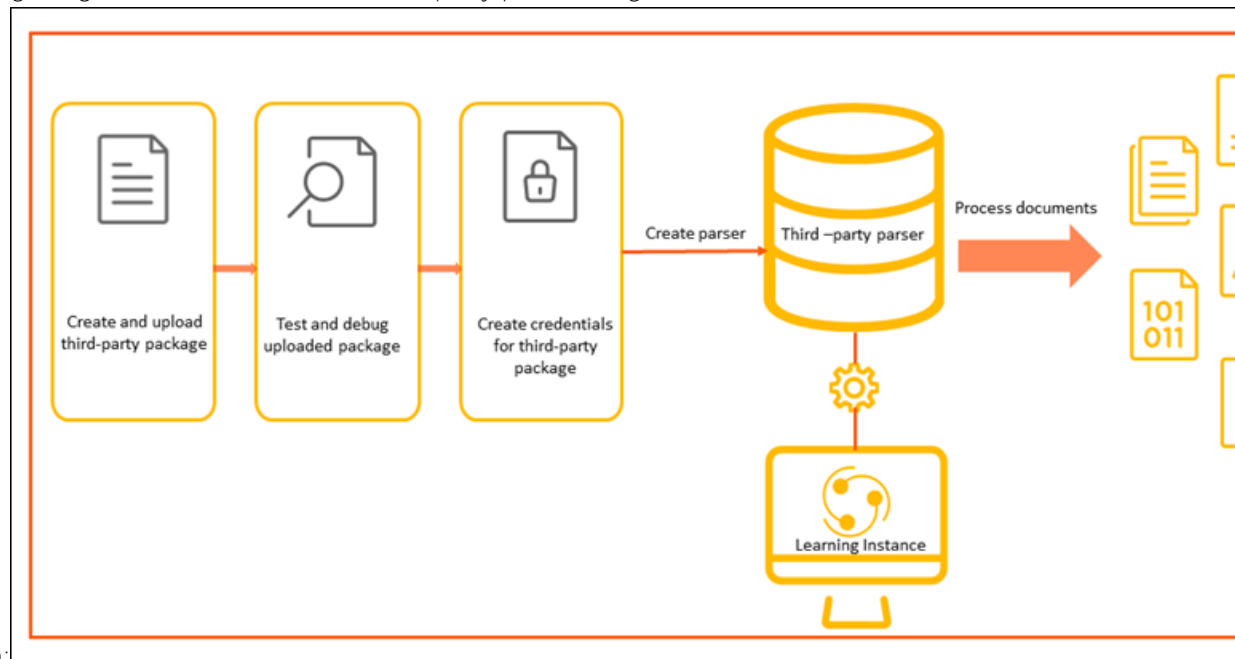 Create and upload
third-party package
Test and debug
uploaded package
Create credentials
for third-party
package
Create parser
Third –party parser
Process documents
101
011
Learning Instance